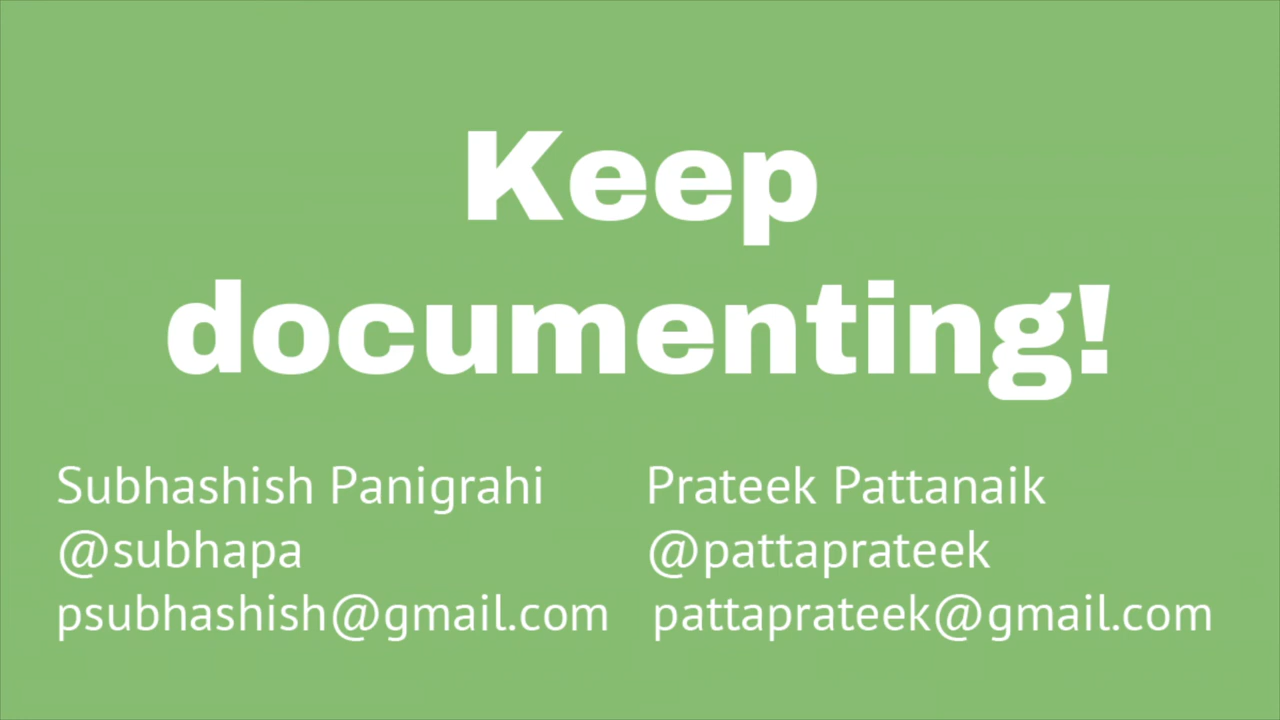 Keep
documenting!
Subhashish Panigrahi
@subhapa
psubhashish@gmail.com
Prateek Pattanaik
@pattaprateek
pattaprateek@gmail.com